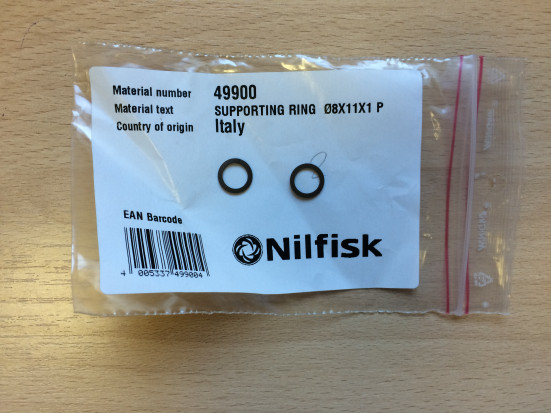 Material number 49900
Material text SUPPORTING RING Ø8X11X1 P
Country of origin Italy
EAN Barcode
4 005337 499004
Nilfisk